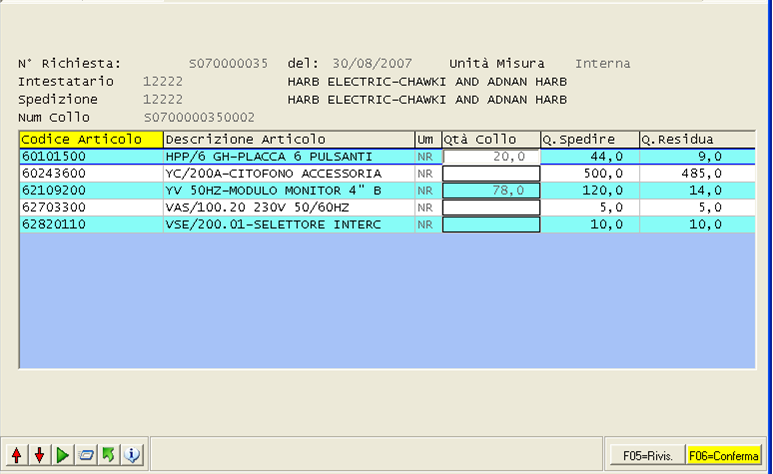 N° Richiesta: S070000035 del: 30/08/2007 Unità Misura Interna
Intestatario 12222 HARB ELECTRIC-CHAWKI AND ADNAN HARB
Spedizione 12222 HARB ELECTRIC-CHAWKI AND ADNAN HARB
Num Collo S0700000350002
Codice Articolo Descrizione Articolo Um Qtà Collo Q.Spedire Q.Residua
60101500 HPP/6 GH-PLACCA 6 PULSANTI NR 20,0 44,0 9,0
60243600 YC/200A-CITOFONO ACCESSORIA NR 500,0 485,0
62109200 YV 50HZ-MODULO MONITOR 4" B NR 78,0 120,0 14,0
62703300 VAS/100.20 230V 50/60HZ NR 5,0 5,0
62820110 VSE/200.01-SELETTORE INTERC NR 10,0 10,0
F05=Rivis. F06=Conferma